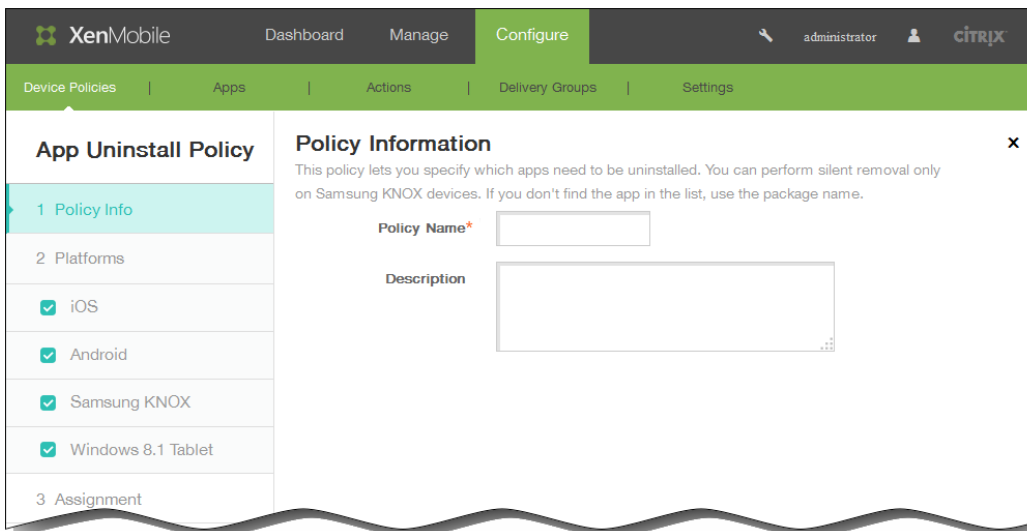 XenMobile Dashboard Manage Configure administrator CITRIX
Device Policies | Apps | Actions | Delivery Groups | Settings
App Uninstall Policy
1 Policy Info
2 Platforms
iOS
Android
Samsung KNOX
Windows 8.1 Tablet
3 Assignment
Policy Information
x
This policy lets you specify which apps need to be uninstalled. You can perform silent removal only
on Samsung KNOX devices. If you don't find the app in the list, use the package name.
Policy Name*
Description